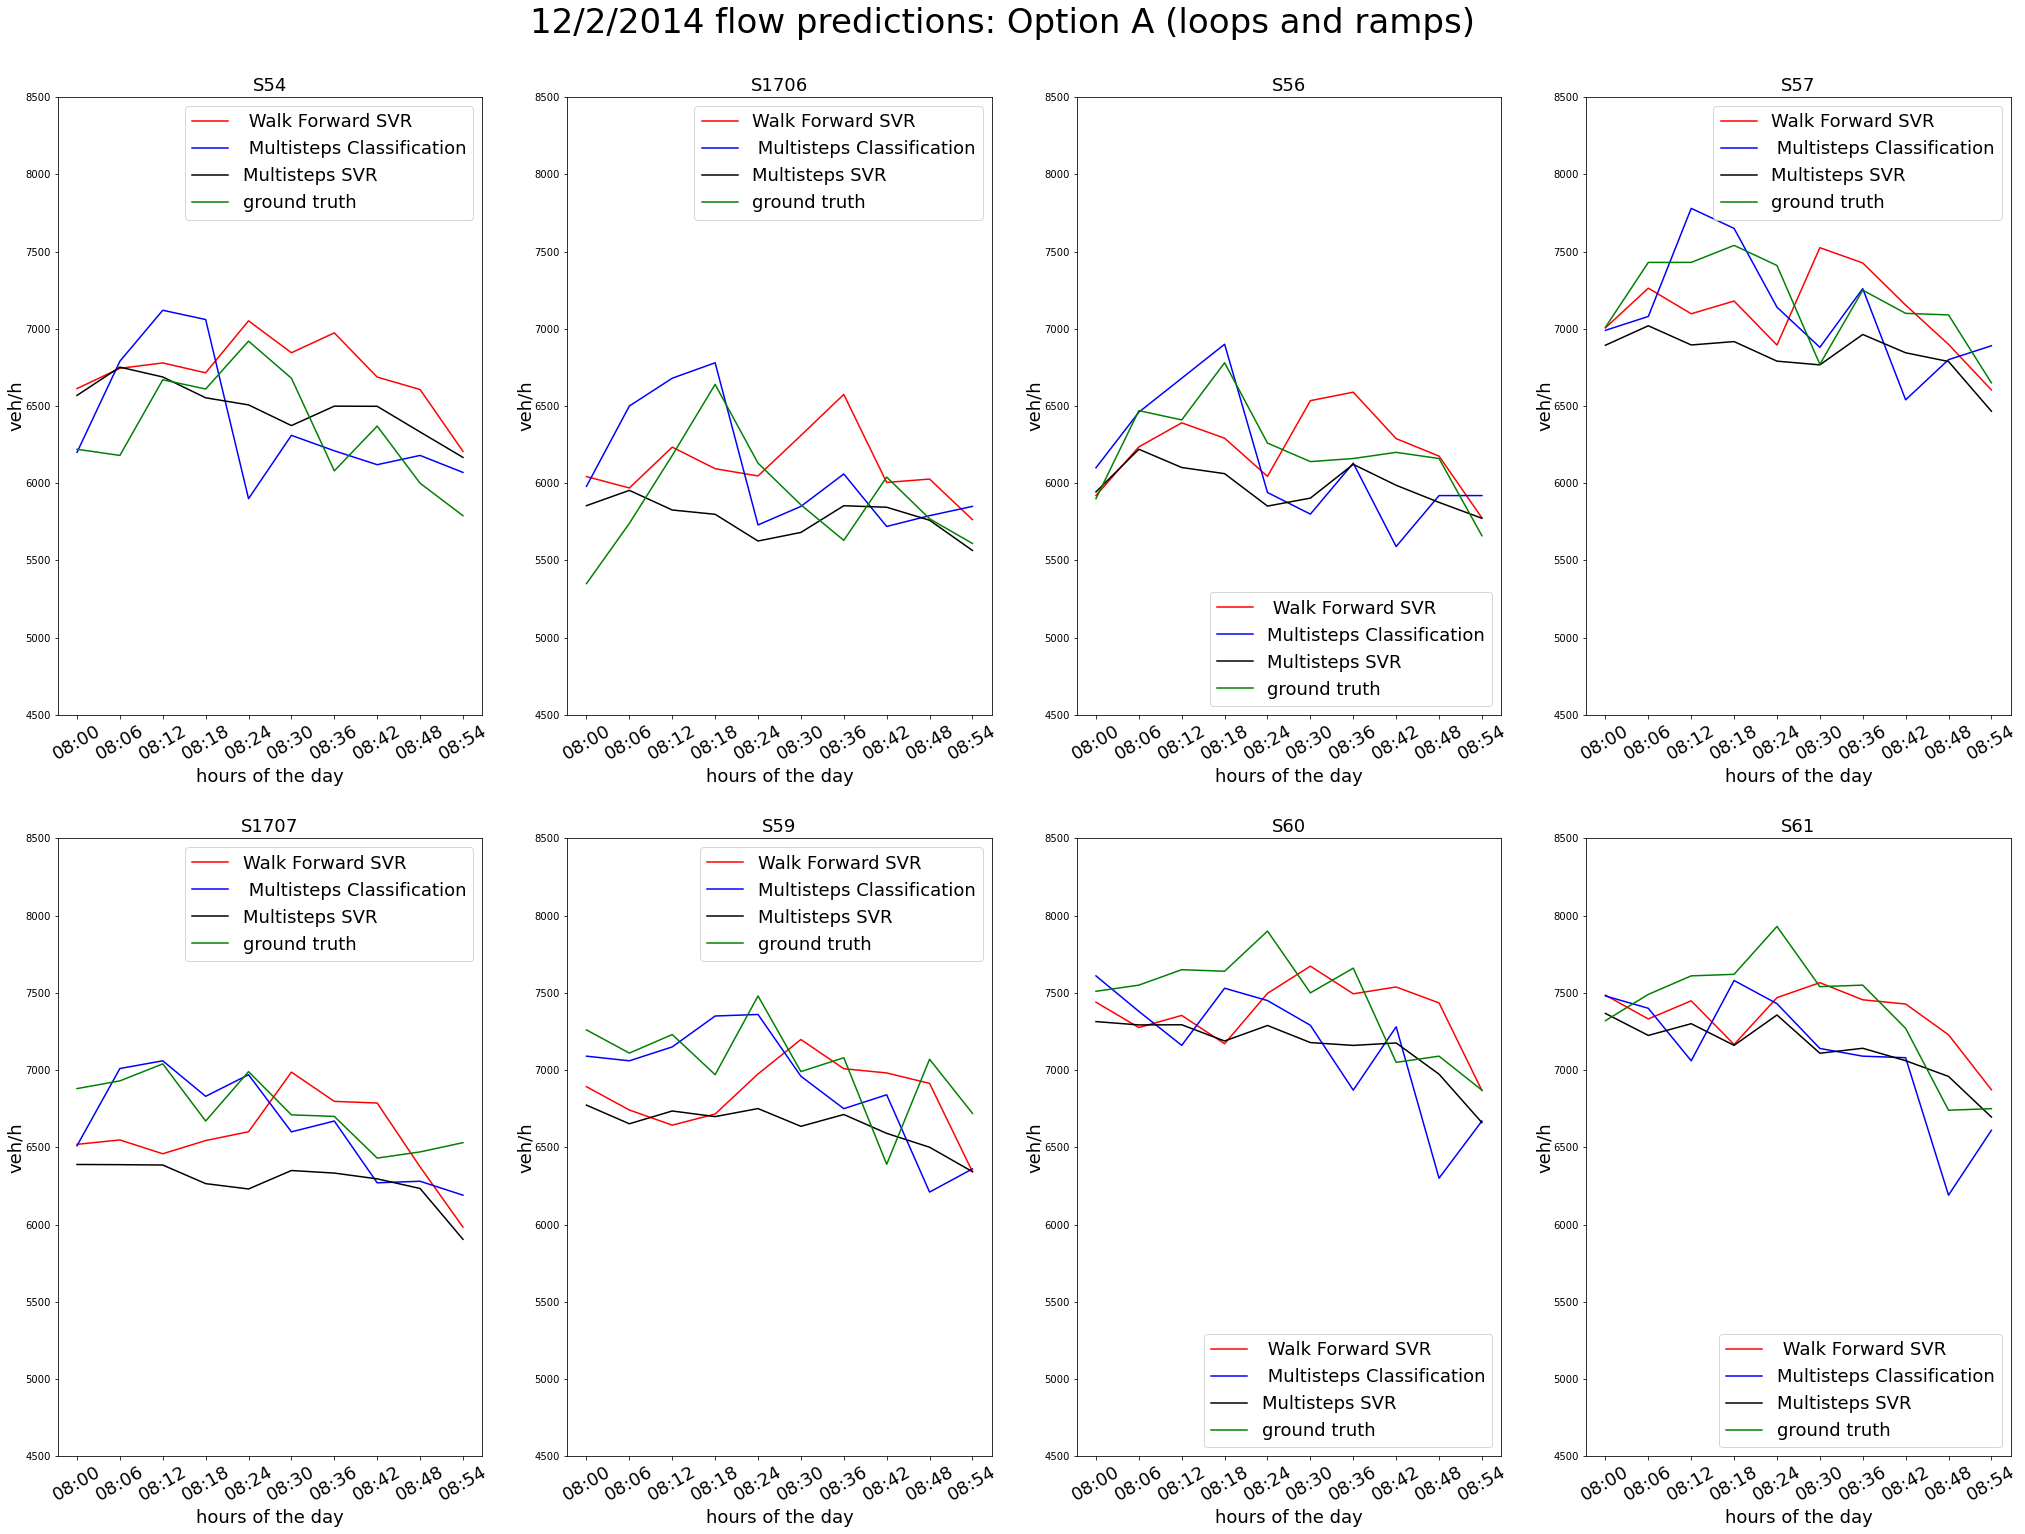 12/2/2014 flow predictions: Option A (loops and ramps)
S54
8500
8000
7500
7000
6500
6000
5500
5000
4500
veh/h
Walk Forward SVR
Multisteps Classification
Multisteps SVR
ground truth
08:00 08:06 08:12 08:18 08:24 08:30 08:36 08:42 08:48 08:54
hours of the day
S1706
8500
8000
7500
7000
6500
6000
5500
5000
4500
veh/h
Walk Forward SVR
Multisteps Classification
Multisteps SVR
ground truth
08:00 08:06 08:12 08:18 08:24 08:30 08:36 08:42 08:48 08:54
hours of the day
S56
8500
8000
7500
7000
6500
6000
5500
5000
4500
veh/h
Walk Forward SVR
Multisteps Classification
Multisteps SVR
ground truth
08:00 08:06 08:12 08:18 08:24 08:30 08:36 08:42 08:48 08:54
hours of the day
S57
8500
8000
7500
7000
6500
6000
5500
5000
4500
veh/h
Walk Forward SVR
Multisteps Classification
Multisteps SVR
ground truth
08:00 08:06 08:12 08:18 08:24 08:30 08:36 08:42 08:48 08:54
hours of the day
S1707
8500
8000
7500
7000
6500
6000
5500
5000
4500
veh/h
Walk Forward SVR
Multisteps Classification
Multisteps SVR
ground truth
08:00 08:06 08:12 08:18 08:24 08:30 08:36 08:42 08:48 08:54
hours of the day
S59
8500
8000
7500
7000
6500
6000
5500
5000
4500
veh/h
Walk Forward SVR
Multisteps Classification
Multisteps SVR
ground truth
08:00 08:06 08:12 08:18 08:24 08:30 08:36 08:42 08:48 08:54
hours of the day
S60
8500
8000
7500
7000
6500
6000
5500
5000
4500
veh/h
Walk Forward SVR
Multisteps Classification
Multisteps SVR
ground truth
08:00 08:06 08:12 08:18 08:24 08:30 08:36 08:42 08:48 08:54
hours of the day
S61
8500
8000
7500
7000
6500
6000
5500
5000
4500
veh/h
Walk Forward SVR
Multisteps Classification
Multisteps SVR
ground truth
08:00 08:06 08:12 08:18 08:24 08:30 08:36 08:42 08:48 08:54
hours of the day